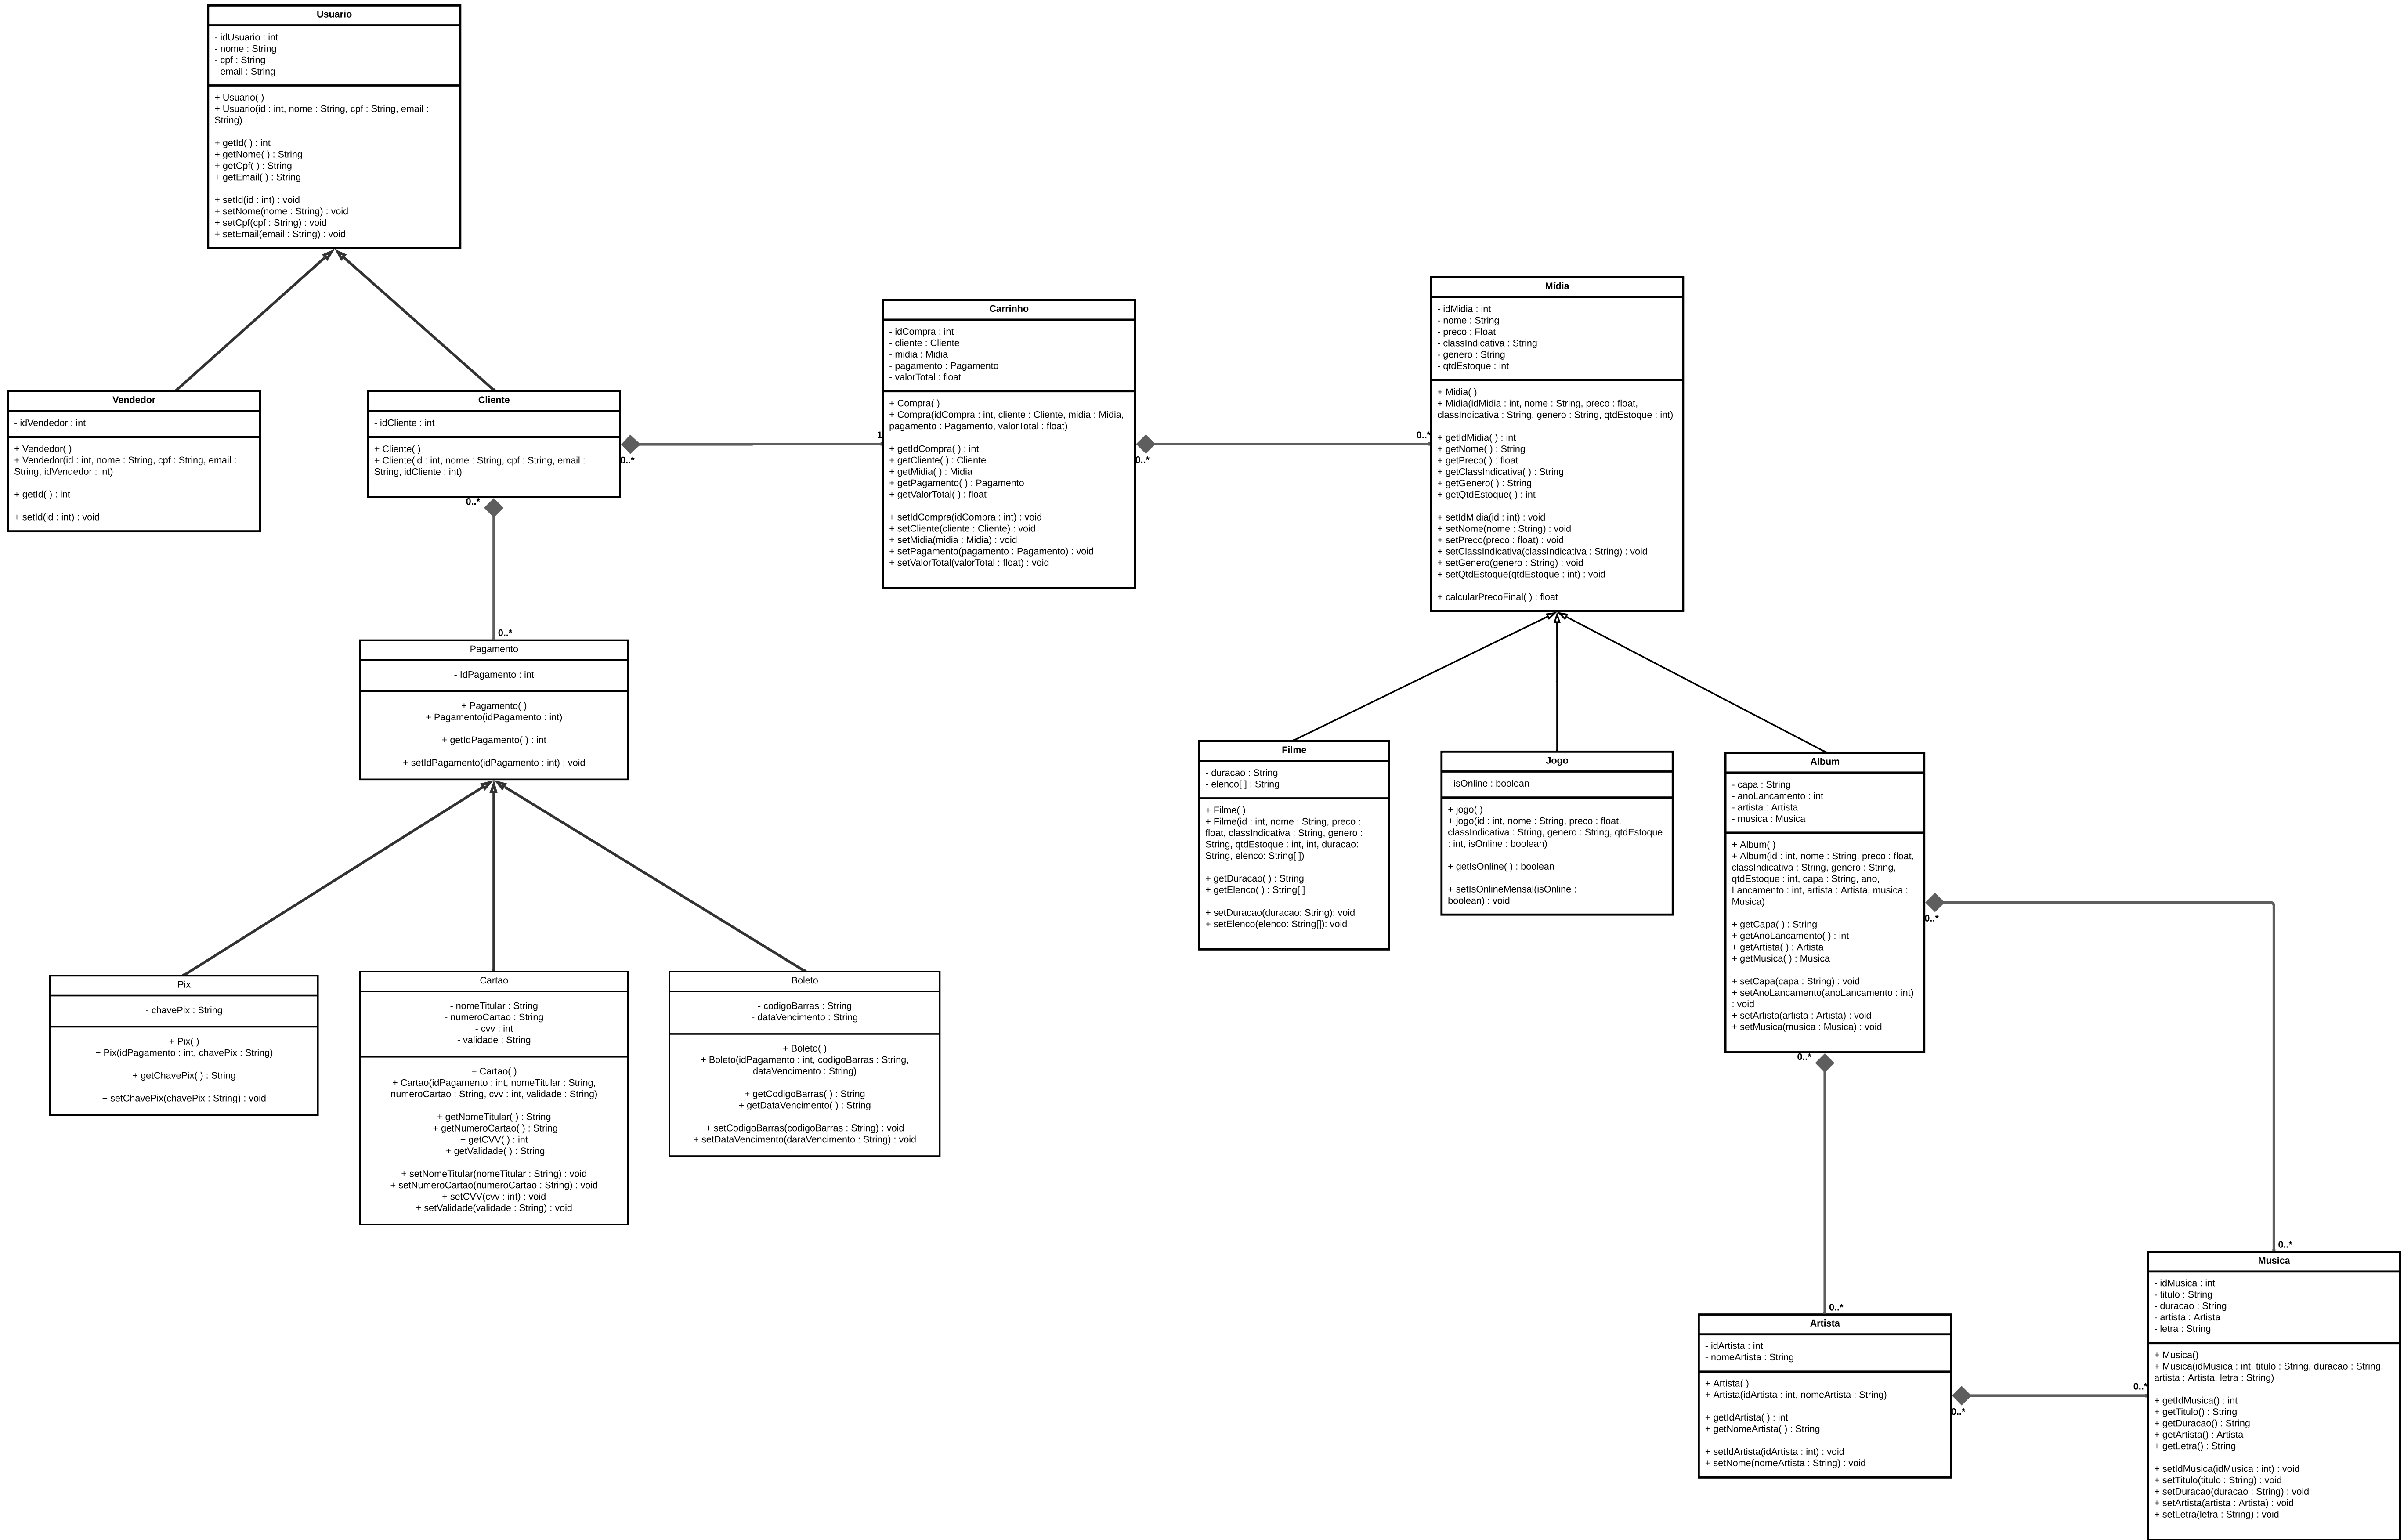 Usuario
- idUsuario : int
- nome : String
- cpf : String
- email : String
+ Usuario( )
+ Usuario(id : int, nome : String, cpf : String, email :
String)
+ getId( ) : int
+ getNome( ) : String
+ getCpf( ) : String
+ getEmail( ) : String
+ setId(id : int) : void
+ setNome(nome : String) : void
+ setCpf(cpf : String) : void
+ setEmail(email : String) : void
Vendedor
- idVendedor : int
+ Vendedor( )
+ Vendedor(id : int, nome : String, cpf : String, email :
String, idVendedor : int)
+ getId( ) : int
+ setId(id : int) : void
Cliente
- idCliente : int
+ Cliente( )
+ Cliente(id : int, nome : String, cpf : String, email :
String, idCliente : int)
0..*
1
0..*
0..*
Carrinho
- idCompra : int
- cliente : Cliente
- midia : Midia
- pagamento : Pagamento
- valorTotal : float
+ Compra( )
+ Compra(idCompra : int, cliente : Cliente, midia : Midia,
pagamento : Pagamento, valorTotal : float)
+ getIdCompra( ) : int
+ getCliente( ) : Cliente
+ getMidia( ) : Midia
+ getPagamento( ) : Pagamento
+ getValorTotal( ) : float
+ setIdCompra(idCompra : int) : void
+ setCliente(cliente : Cliente) : void
+ setMidia(midia : Midia) : void
+ setPagamento(pagamento : Pagamento) : void
+ setValorTotal(valorTotal : float) : void
0..*
0..*
Mídia
- idMidia : int
- nome : String
- preco : Float
- classIndicativa : String
- genero : String
- qtdEstoque : int
+ Midia( )
+ Midia(idMidia : int, nome : String, preco : float,
classIndicativa : String, genero : String, qtdEstoque : int)
+ getIdMidia( ) : int
+ getNome( ) : String
+ getPreco( ) : float
+ getClassIndicativa( ) : String
+ getGenero( ) : String
+ getQtdEstoque( ) : int
+ setIdMidia(id : int) : void
+ setNome(nome : String) : void
+ setPreco(preco : float) : void
+ setClassIndicativa(classIndicativa : String) : void
+ setGenero(genero : String) : void
+ setQtdEstoque(qtdEstoque : int) : void
+ calcularPrecoFinal( ) : float
Pagamento
- IdPagamento : int
+ Pagamento( )
+ Pagamento(idPagamento : int)
+ getIdPagamento( ) : int
+ setIdPagamento(idPagamento : int) : void
Pix
- chavePix : String
+ Pix( )
+ Pix(idPagamento : int, chavePix : String)
+ getChavePix( ) : String
+ setChavePix(chavePix : String) : void
Cartao
- nomeTitular : String
- numeroCartao : String
- cvv : int
- validade : String
+ Cartao( )
+ Cartao(idPagamento : int, nomeTitular : String,
numeroCartao : String, cvv : int, validade : String)
+ getNomeTitular( ) : String
+ getNumeroCartao( ) : String
+ getCVV( ) : int
+ getValidade( ) : String
+ setNomeTitular(nomeTitular : String) : void
+ setNumeroCartao(numeroCartao : String) : void
+ setCVV(cvv : int) : void
+ setValidade(validade : String) : void
Boleto
- codigoBarras : String
- dataVencimento : String
+ Boleto( )
+ Boleto(idPagamento : int, codigoBarras : String,
dataVencimento : String)
+ getCodigoBarras( ) : String
+ getDataVencimento( ) : String
+ setCodigoBarras(codigoBarras : String) : void
+ setDataVencimento(daraVencimento : String) : void
Filme
- duracao : String
- elenco[ ] : String
+ Filme( )
+ Filme(id : int, nome : String, preco :
float, classIndicativa : String, genero :
String, qtdEstoque : int, int, duracao:
String, elenco: String[ ])
+ getDuracao( ) : String
+ getElenco( ) : String[ ]
+ setDuracao(duracao: String): void
+ setElenco(elenco: String[]): void
Jogo
- isOnline : boolean
+ jogo( )
+ jogo(id : int, nome : String, preco : float,
classIndicativa : String, genero : String, qtdEstoque
: int, isOnline : boolean)
+ getIsOnline( ) : boolean
+ setIsOnlineMensal(isOnline :
boolean) : void
Album
- capa : String
- anoLancamento : int
- artista : Artista
- musica : Musica
+ Album( )
+ Album(id : int, nome : String, preco : float,
classIndicativa : String, genero : String,
qtdEstoque : int, capa : String, ano,
Lancamento : int, artista : Artista, musica :
Musica)
+ getCapa( ) : String
+ getAnoLancamento( ) : int
+ getArtista( ) : Artista
+ getMusica( ) : Musica
+ setCapa(capa : String) : void
+ setAnoLancamento(anoLancamento : int)
: void
+ setArtista(artista : Artista) : void
+ setMusica(musica : Musica) : void
0..*
0..*
0..*
0..*
Artista
- idArtista : int
- nomeArtista : String
+ Artista( )
+ Artista(idArtista : int, nomeArtista : String)
+ getIdArtista( ) : int
+ getNomeArtista( ) : String
+ setIdArtista(idArtista : int) : void
+ setNome(nomeArtista : String) : void
0..*
0..*
Musica
- idMusica : int
- titulo : String
- duracao : String
- artista : Artista
- letra : String
+ Musica()
+ Musica(idMusica : int, titulo : String, duracao : String,
artista : Artista, letra : String)
+ getIdMusica() : int
+ getTitulo() : String
+ getDuracao() : String
+ getArtista() : Artista
+ getLetra() : String
+ setIdMusica(idMusica : int) : void
+ setTitulo(titulo : String) : void
+ setDuracao(duracao : String) : void
+ setArtista(artista : Artista) : void
+ setLetra(letra : String) : void